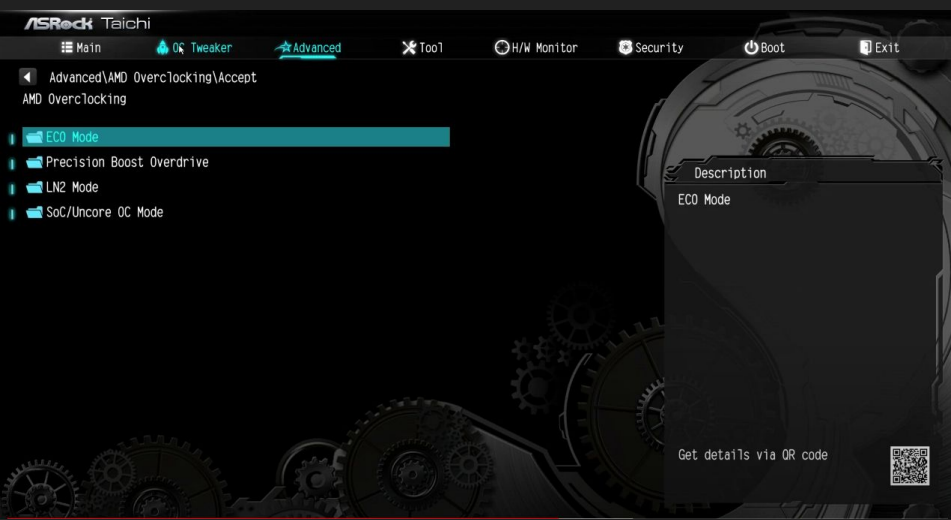 ASRock Taichi
Main OC Tweaker Advanced Tool H/W Monitor Security Boot Exit
Advanced\AMD Overclocking\Accept
AMD Overclocking
ECO Mode
Precision Boost Overdrive
LN2 Mode
SoC/Uncore OC Mode
Description
ECO Mode
Get details via QR code